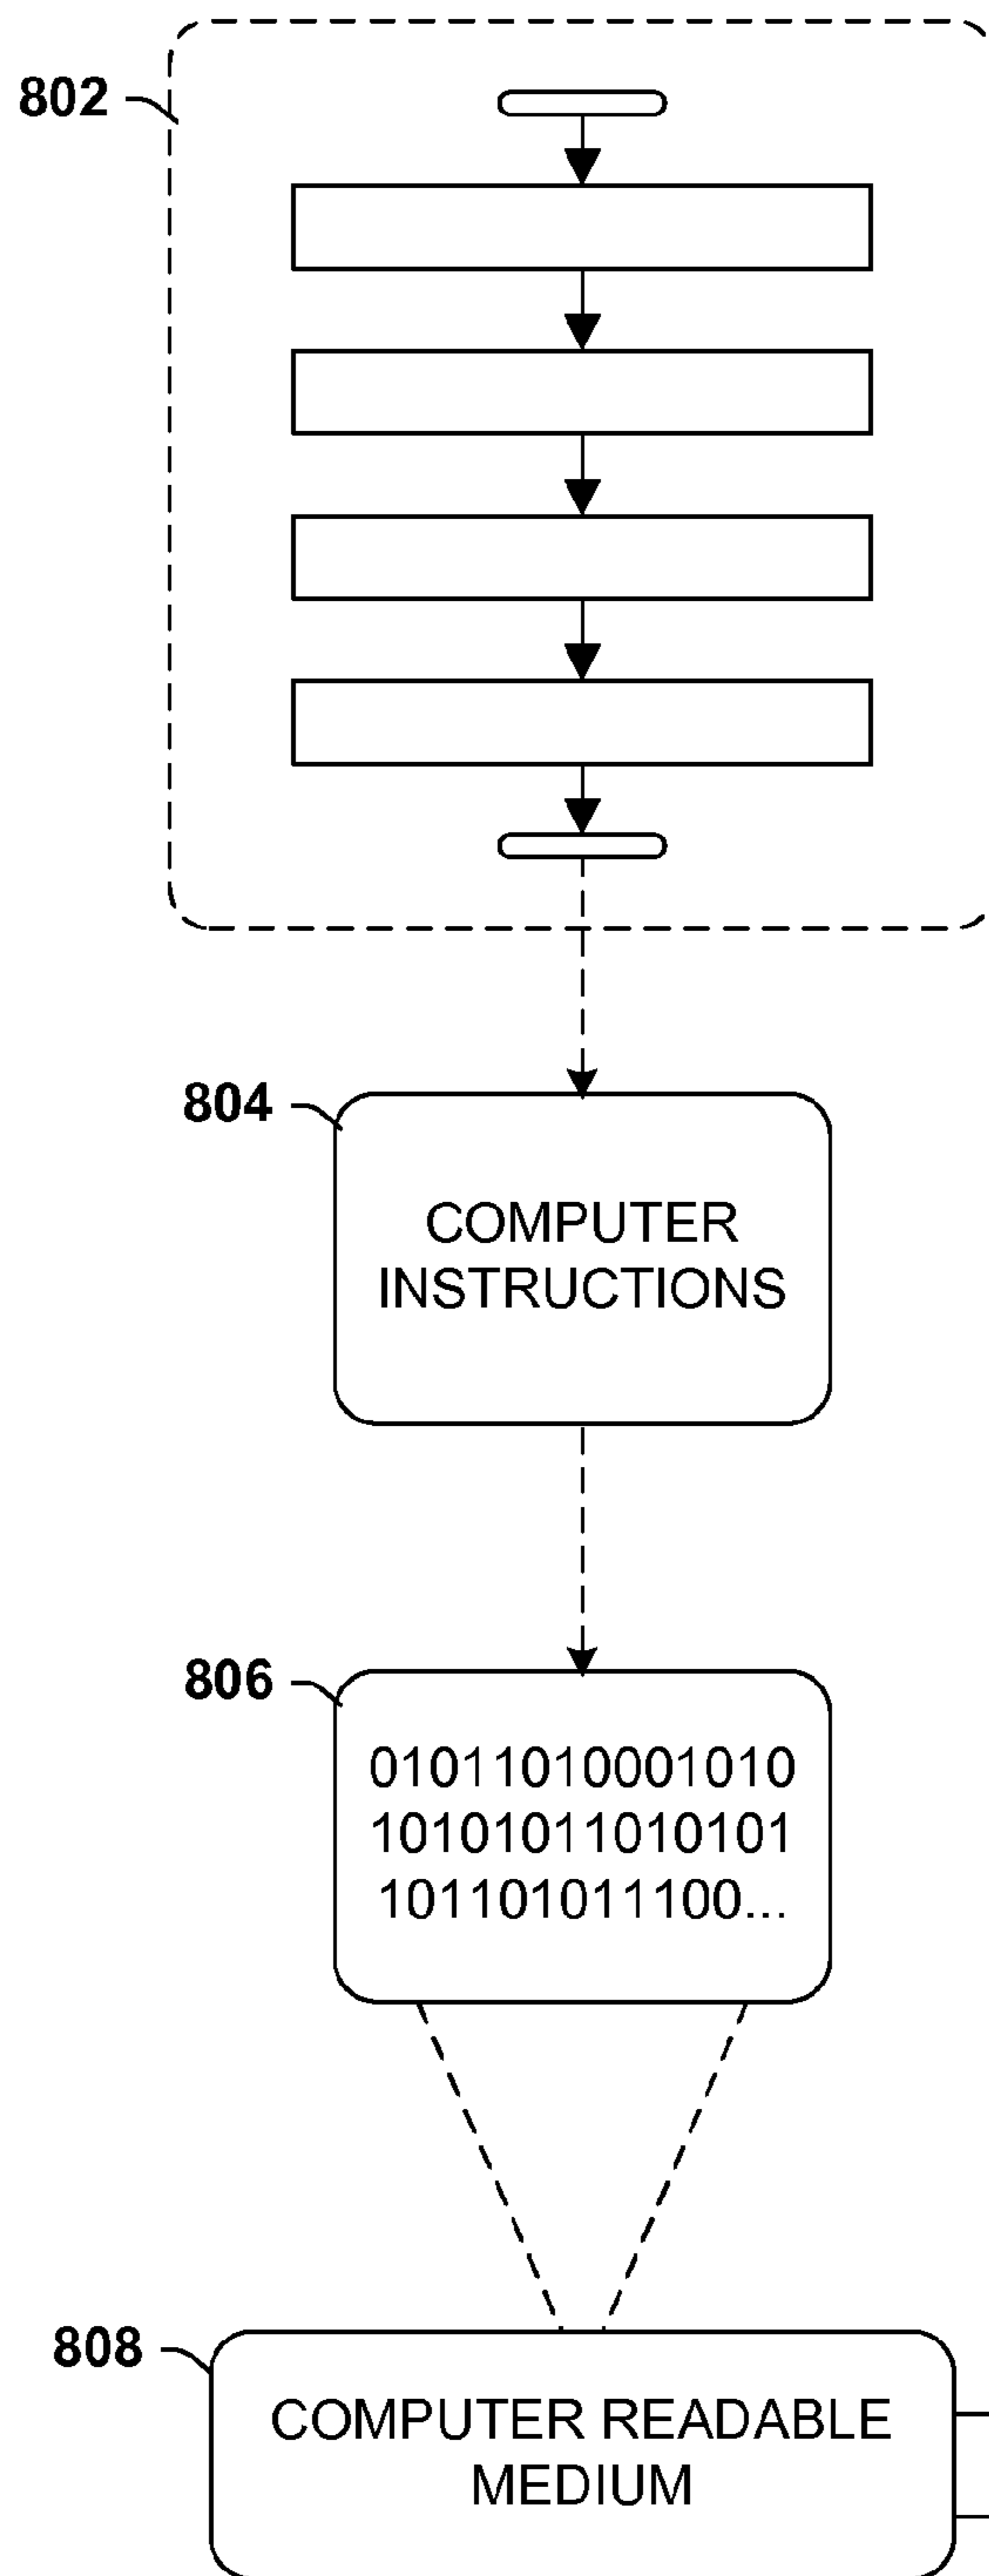 802
804
COMPUTER
INSTRUCTIONS
806
01011010001010
10101011010101
101101011100...
808
COMPUTER READABLE
MEDIUM